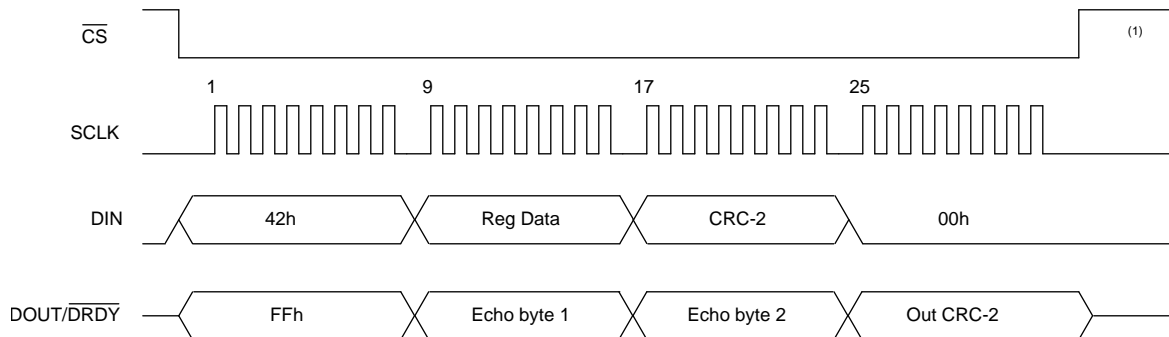 CS
(1)
1 9 17 25
SCLK
DIN 42h Reg Data CRC-2 00h
DOUT/DRDY FFh Echo byte 1 Echo byte 2 Out CRC-2